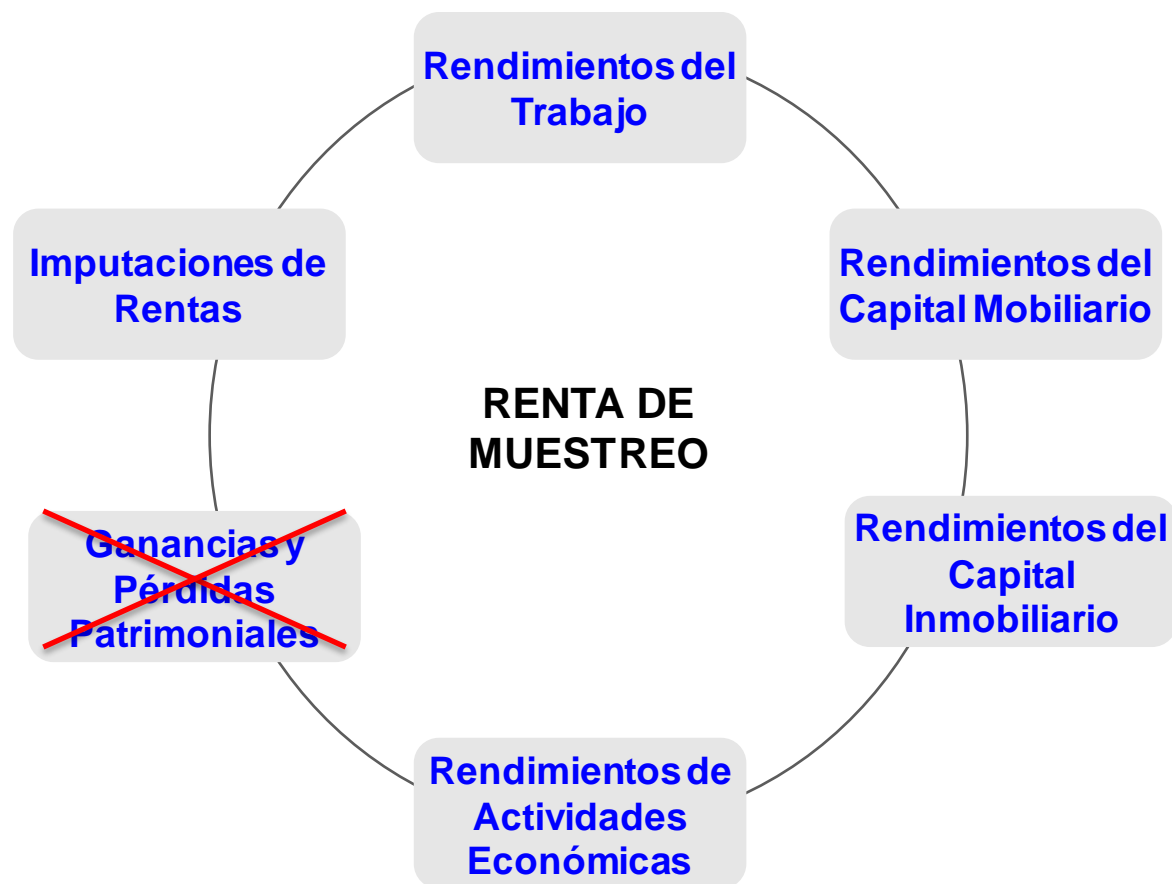 Rendimientos del
Trabajo
Imputaciones de
Rentas
Rendimientos del
Capital Mobiliario
RENTA DE
MUESTREO
Ganancias y
Pérdidas
Patrimoniales
Rendimientos del
Capital
Inmobiliario
Rendimientos de
Actividades
Económicas